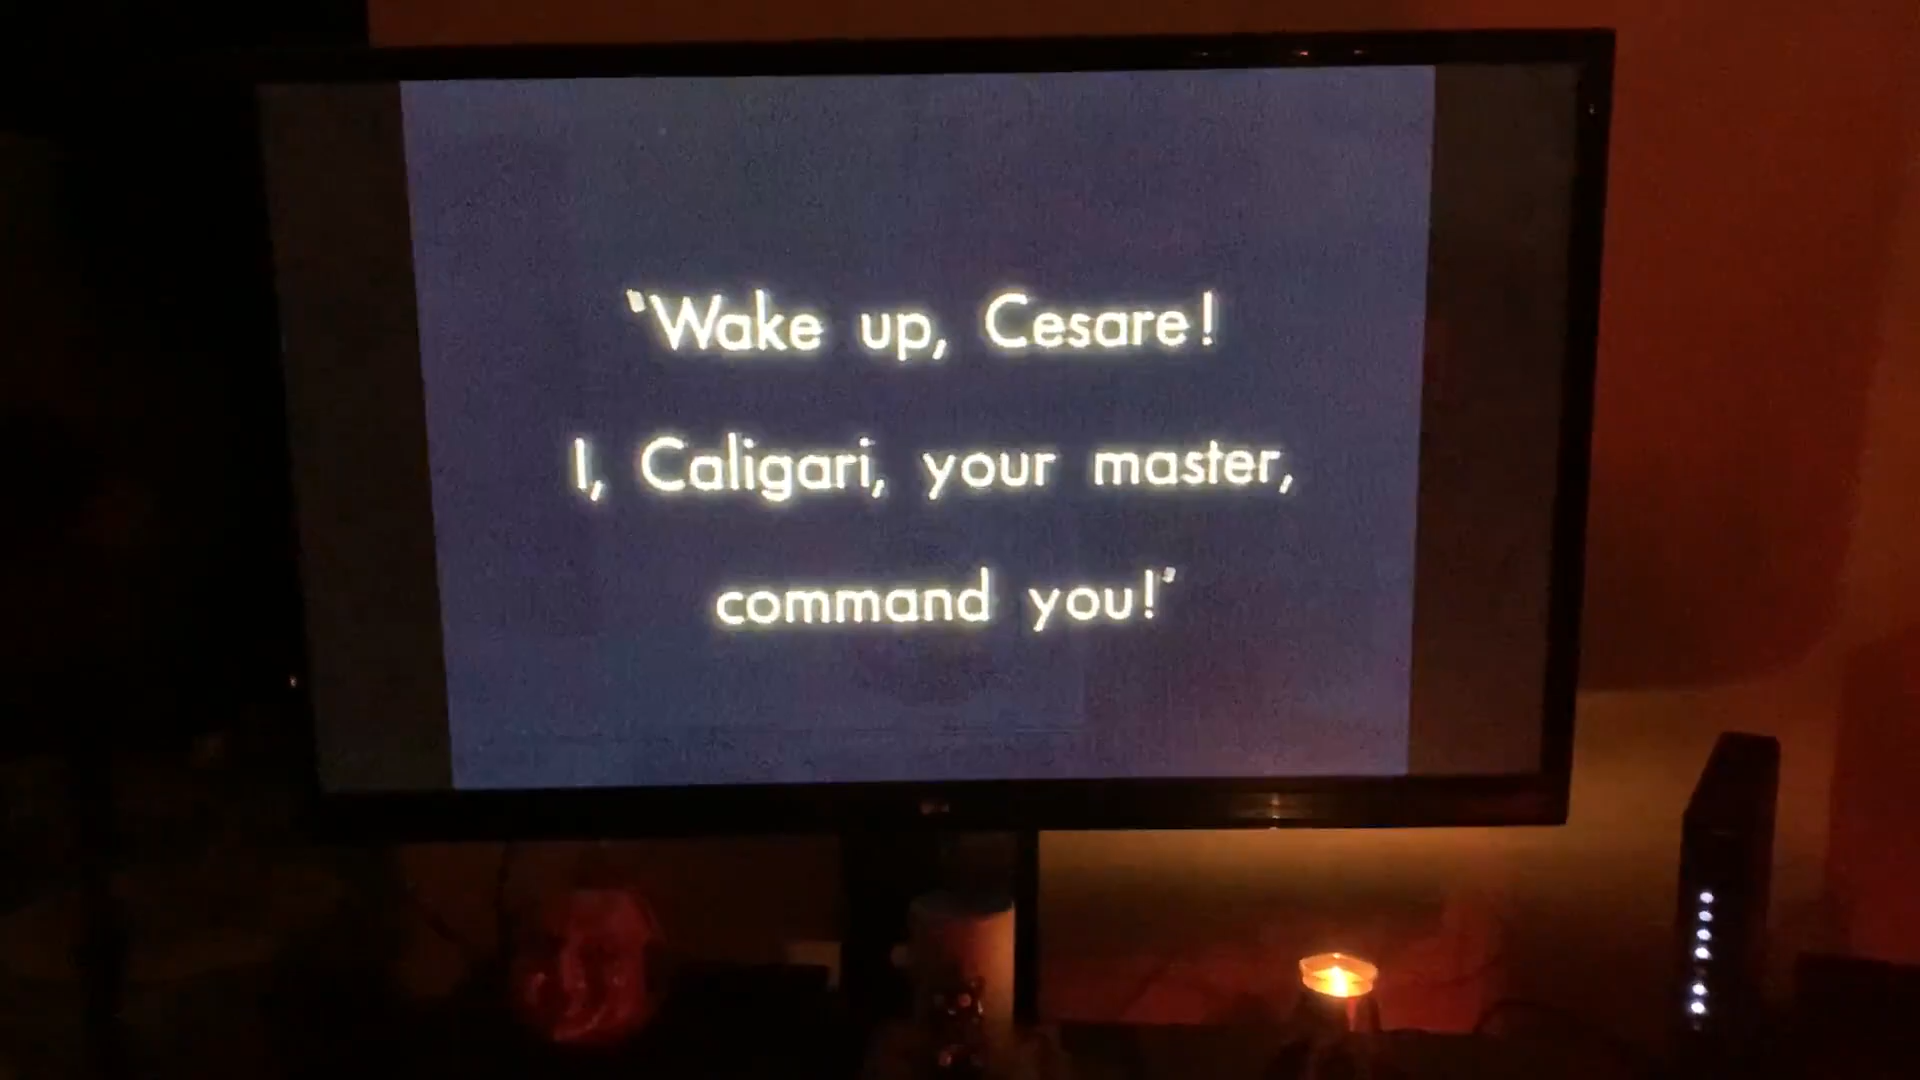 "Wake up, Cesare!
I, Caligari, your master,
command you!"